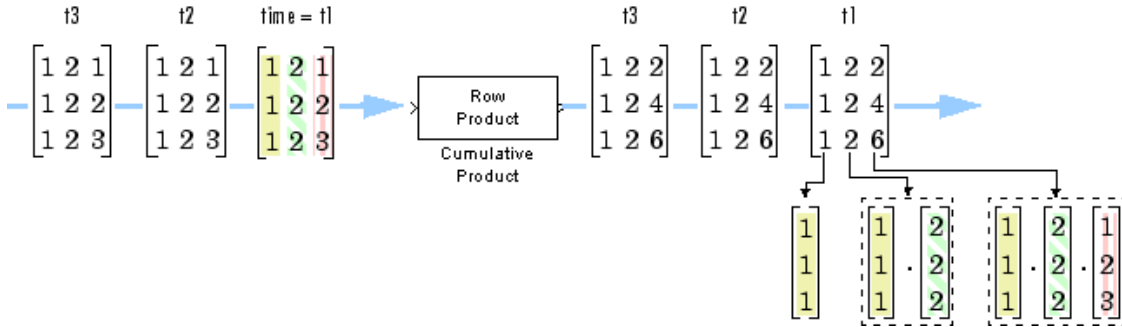 t3 t2 time = t1 t3 t2 t1
1 2 1 1 2 1 1 2 1 1 2 2 1 2 2 1 2 2
1 2 2 1 2 2 1 2 2 Row Product 1 2 4 1 2 4 1 2 4
1 2 3 1 2 3 1 2 3 1 2 6 1 2 6 1 2 6
Cumulative
Product
1 1 2 1 2 1
1 1 . 2 1 . 2 . 2
1 1 2 1 2 3